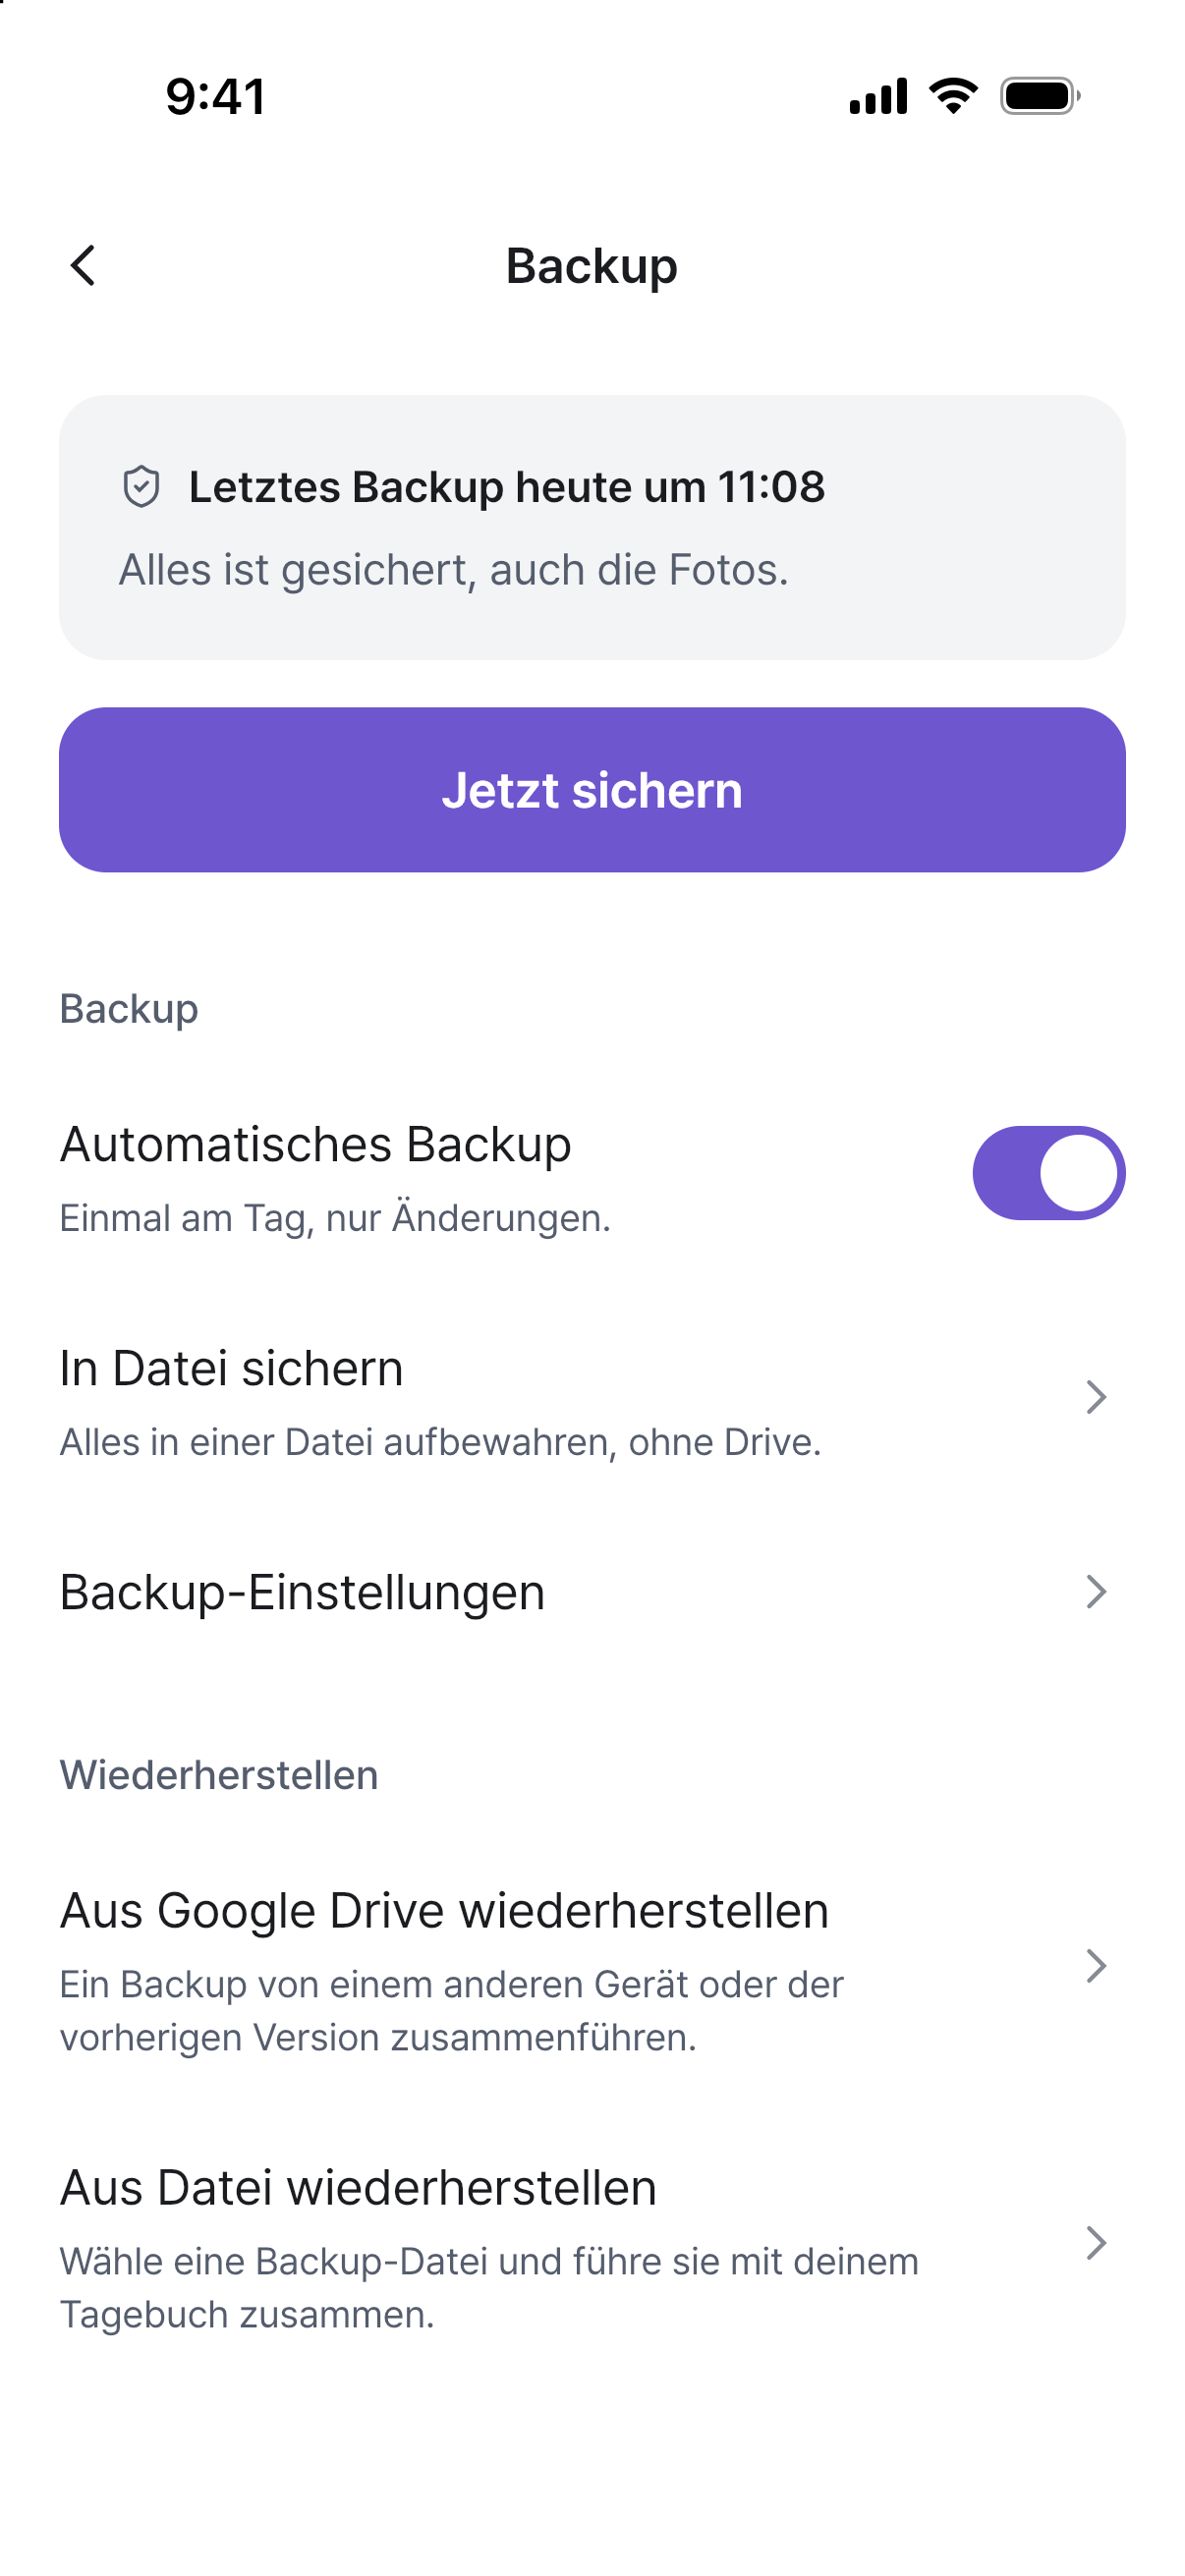 9:41
Backup
Letztes Backup heute um 11:08
Alles ist gesichert, auch die Fotos.
Jetzt sichern
Backup
Automatisches Backup
Einmal am Tag, nur Änderungen.
In Datei sichern
Alles in einer Datei aufbewahren, ohne Drive.
Backup-Einstellungen
Wiederherstellen
Aus Google Drive wiederherstellen
Ein Backup von einem anderen Gerät oder der
vorherigen Version zusammenführen.
Aus Datei wiederherstellen
Wähle eine Backup-Datei und führe sie mit deinem
Tagebuch zusammen.